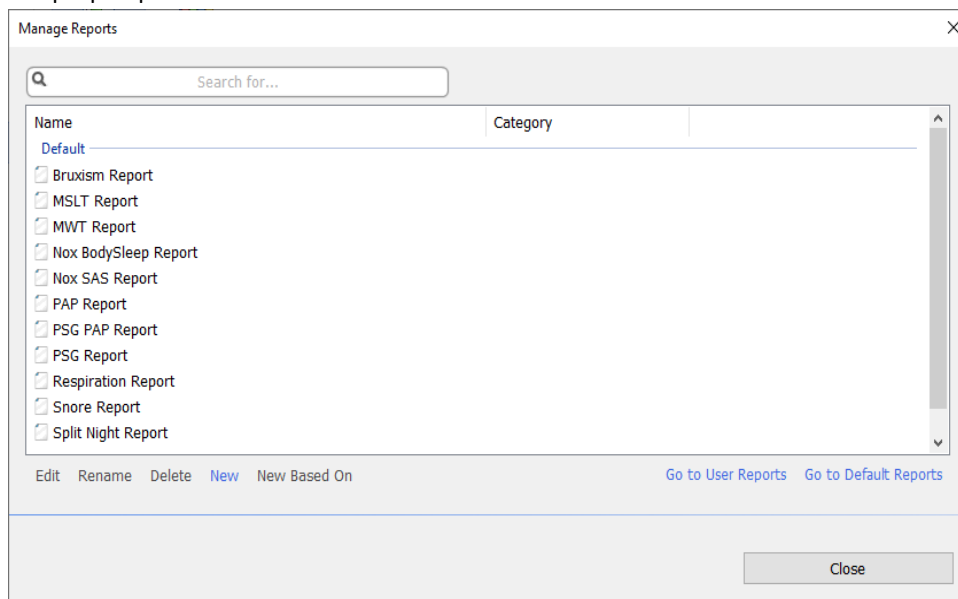 Manage Reports
Search for...
Name Category
Default
Bruxism Report
MSLT Report
MWT Report
Nox BodySleep Report
Nox SAS Report
PAP Report
PSG PAP Report
PSG Report
Respiration Report
Snore Report
Split Night Report
Edit Rename Delete New New Based On Go to User Reports Go to Default Reports
Close